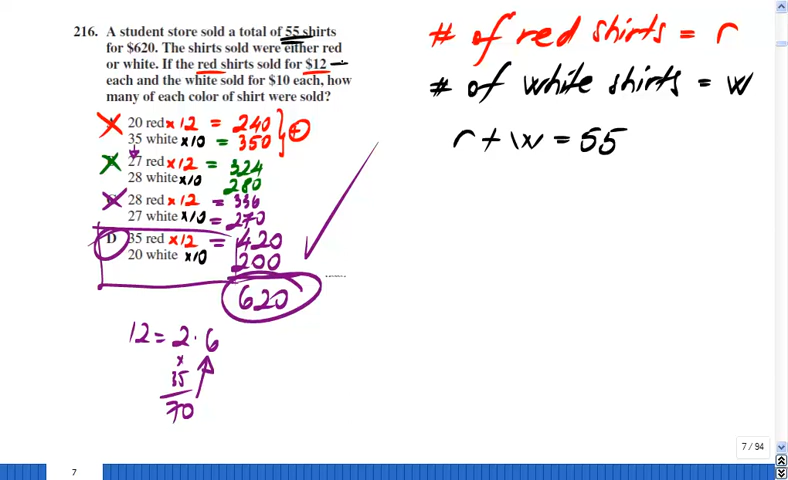 216. A student store sold a total of 55 shirts
for $620. The shirts sold were either red
or white. If the red shirts sold for $12
each and the white sold for $10 each, how
many of each color of shirt were sold?
20 red x 12 = 240
35 white x10 = 350 +
27 red x 12 = 324
28 white x10 280
28 red x 12 = 336
27 white x10 = 270
D 35 red x12 = 420
20 white x10 200
620
12 = 2 · 6
x
35
70
# of red shirts = r
# of white shirts = w
r + w = 55
7 / 94
7